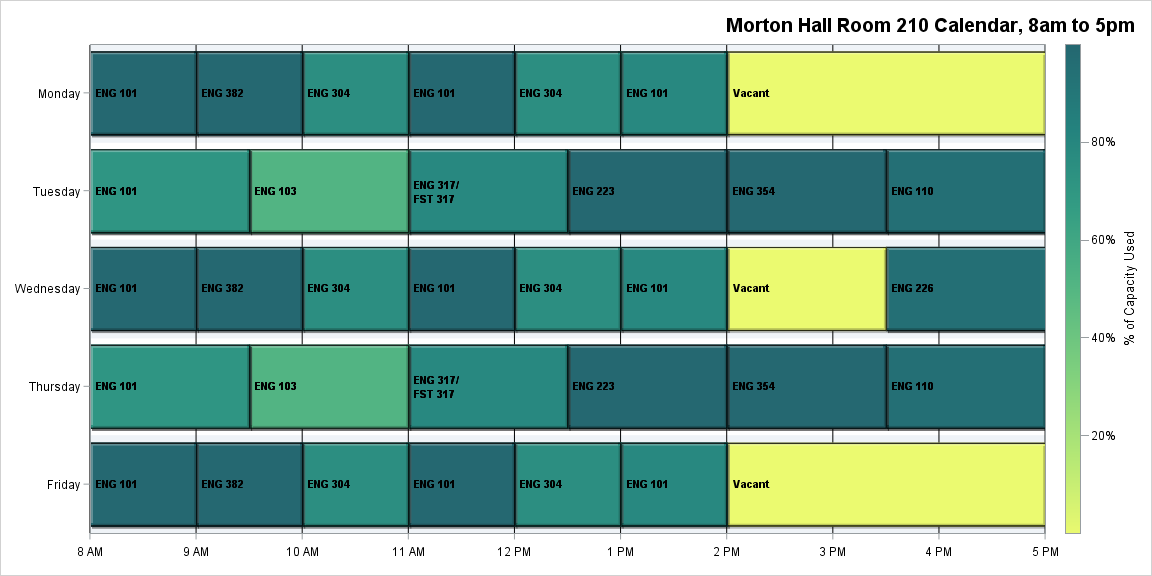 Morton Hall Room 210 Calendar, 8am to 5pm
Monday
ENG 101
ENG 382
ENG 304
ENG 101
ENG 304
ENG 101
Vacant
Tuesday
ENG 101
ENG 103
ENG 317/
FST 317
ENG 223
ENG 354
ENG 110
Wednesday
ENG 101
ENG 382
ENG 304
ENG 101
ENG 304
ENG 101
Vacant
ENG 226
Thursday
ENG 101
ENG 103
ENG 317/
FST 317
ENG 223
ENG 354
ENG 110
Friday
ENG 101
ENG 382
ENG 304
ENG 101
ENG 304
ENG 101
Vacant
8 AM
9 AM
10 AM
11 AM
12 PM
1 PM
2 PM
3 PM
4 PM
5 PM
80%
60%
40%
20%
% of Capacity Used